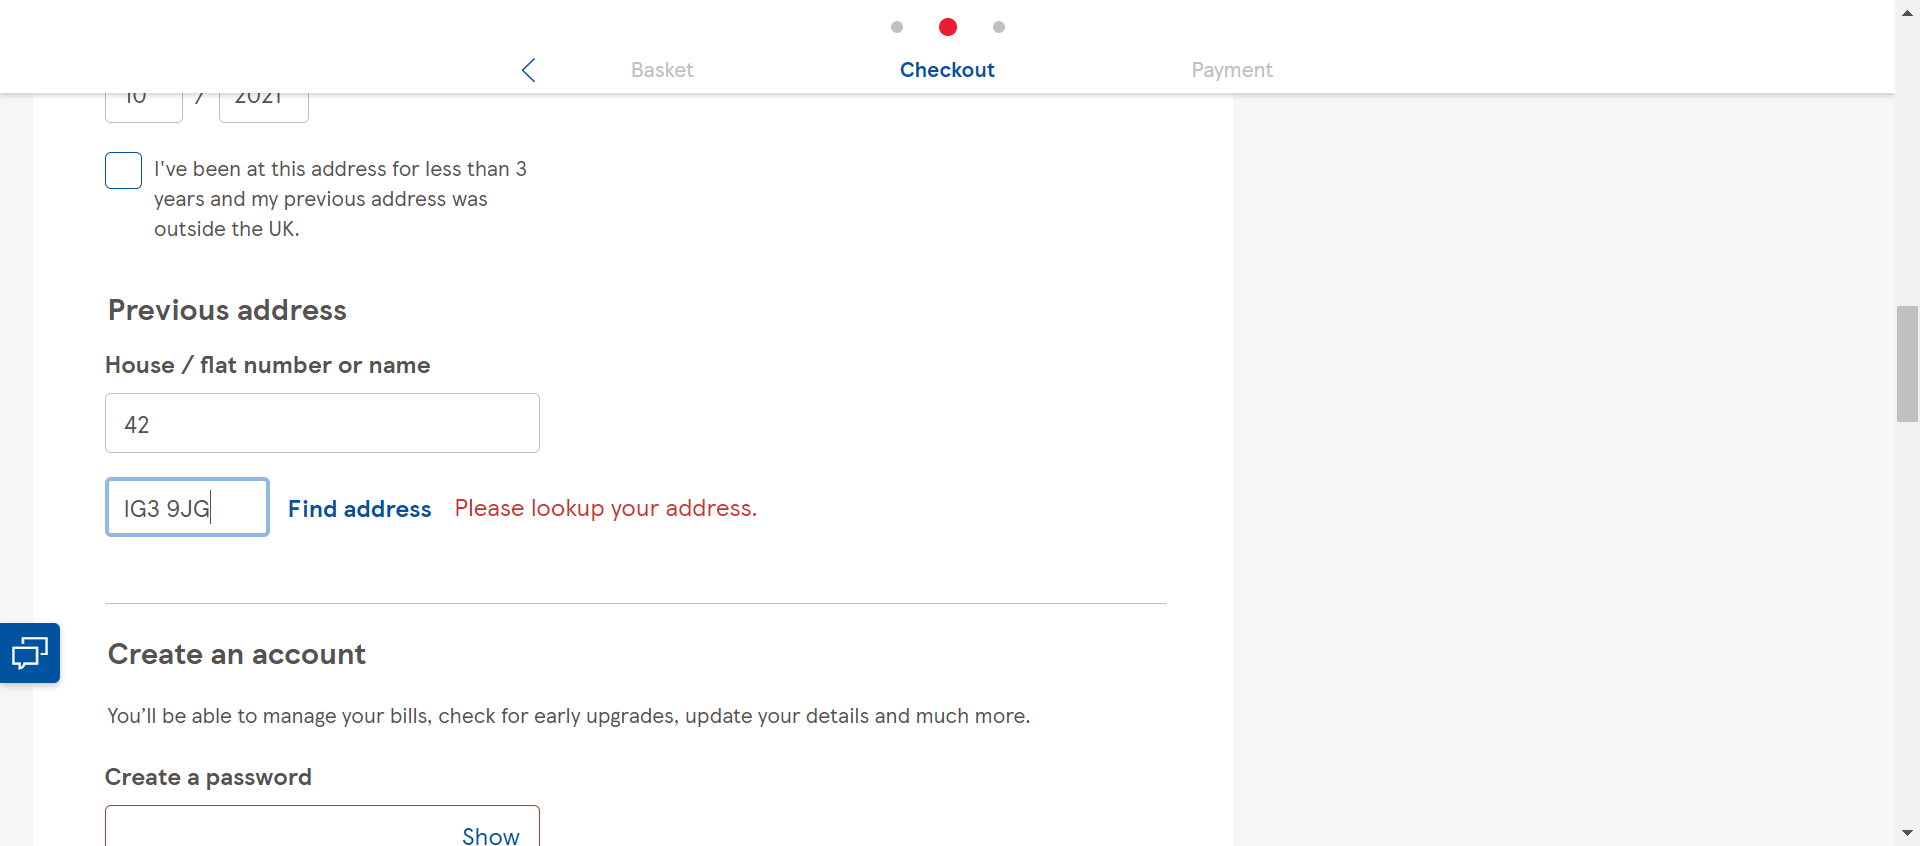 Basket
Checkout
Payment
10 / 2021
I've been at this address for less than 3
years and my previous address was
outside the UK.
Previous address
House / flat number or name
42
IG3 9JG
Find address
Please lookup your address.
Create an account
You’ll be able to manage your bills, check for early upgrades, update your details and much more.
Create a password
Show